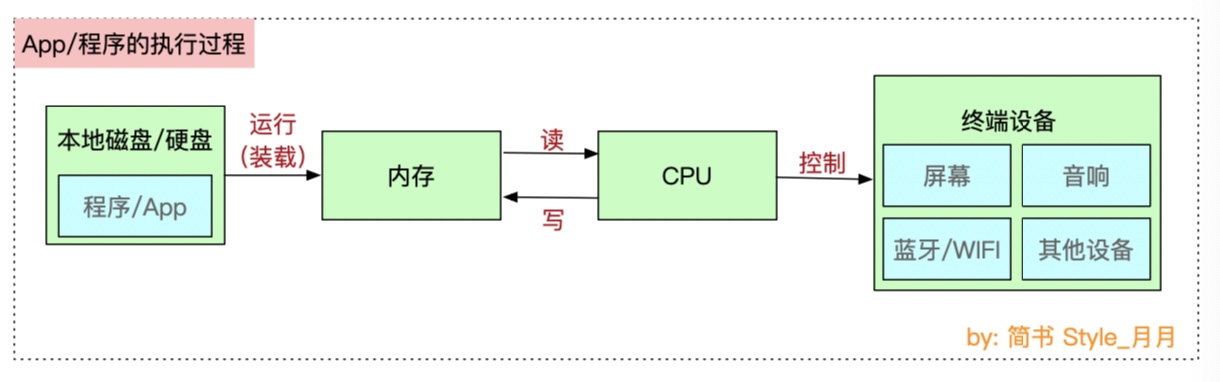 App/程序的执行过程
本地磁盘/硬盘
程序/App
运行
（装载）
内存
读
写
CPU
控制
终端设备
屏幕
音响
蓝牙/WIFI
其他设备
by: 简书 Style_月月